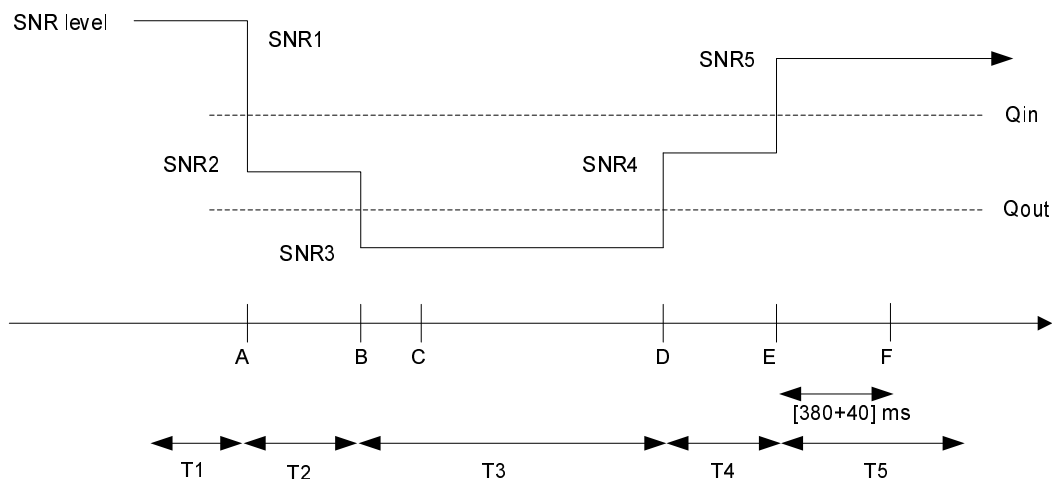 SNR level
SNR1
SNR5
Qin
SNR2
SNR4
Qout
SNR3
A B C D E F
[380+40] ms
T1 T2 T3 T4 T5